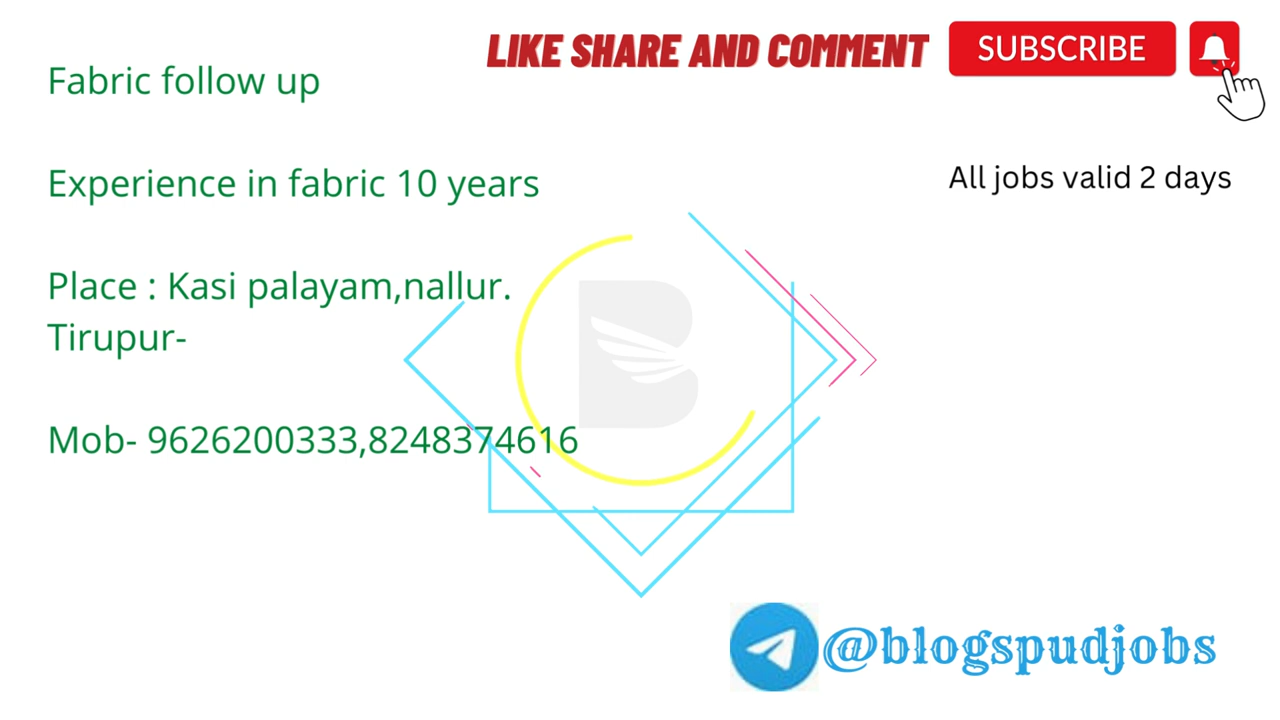 LIKE SHARE AND COMMENT
SUBSCRIBE
Fabric follow up
Experience in fabric 10 years
All jobs valid 2 days
Place : Kasi palayam,nallur.
Tirupur-
Mob- 9626200333,8248374616
@blogspudjobs